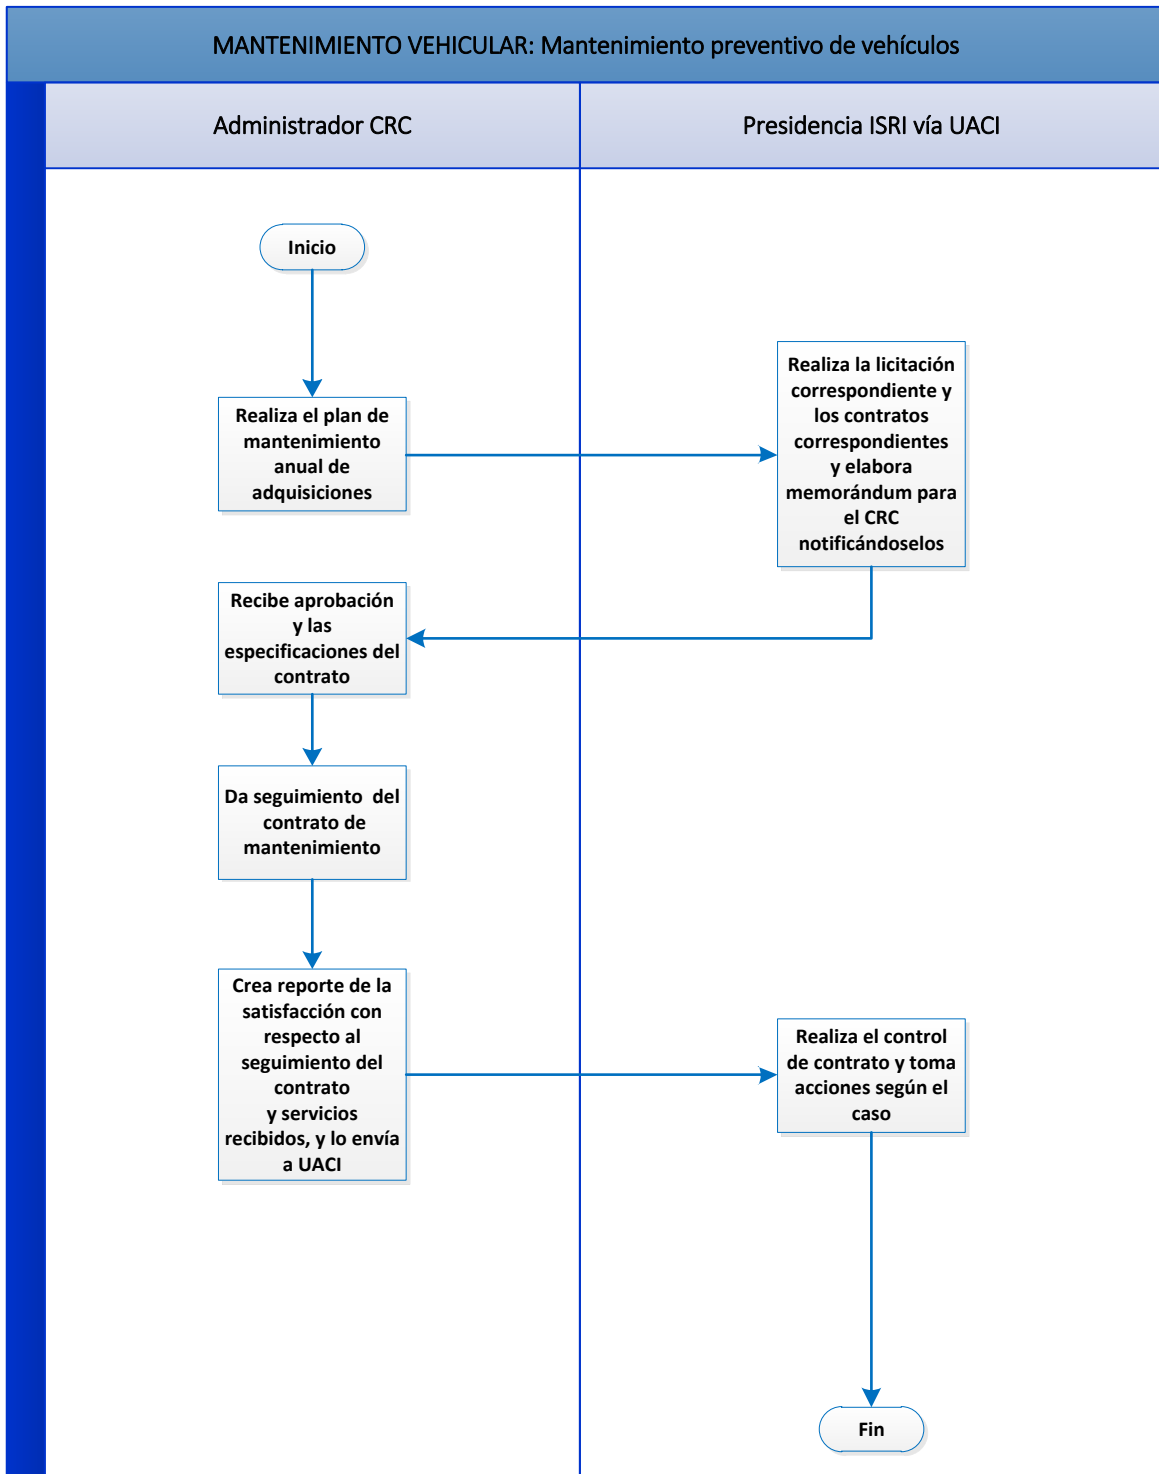 MANTENIMIENTO VEHICULAR: Mantenimiento preventivo de vehículos
Administrador CRC
Presidencia ISRI vía UACI
Inicio
Realiza el plan de
mantenimiento
anual de
adquisiciones
Realiza la licitación
correspondiente y
los contratos
correspondientes
y elabora
memorándum para
el CRC
notificándoselos
Recibe aprobación
y las
especificaciones del
contrato
Da seguimiento  del
contrato de
mantenimiento
Crea reporte de la
satisfacción con
respecto al
seguimiento del
contrato
y servicios
recibidos, y lo envía
a UACI
Realiza el control
de contrato y toma
acciones según el
caso
Fin